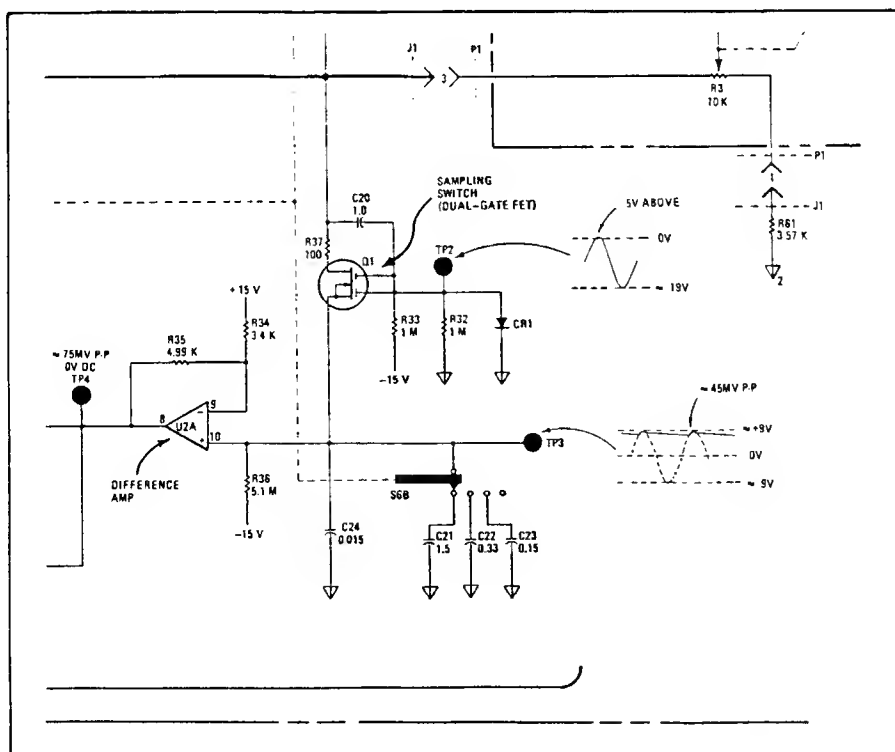 J1
P1
3
R3
10 K
P1
J1
R61
3.57 K
2
SAMPLING
SWITCH
(DUAL-GATE FET)
C20
1.0
R37
100
Q1
TP2
5V ABOVE
0V
≈ 19V
+15 V
R34
3.4 K
R35
4.99 K
R33
1 M
R32
1 M
CR1
-15 V
≈ 75MV P-P
0V DC
TP4
8
9
U2A
10
−
+
DIFFERENCE
AMP
R36
5.1 M
-15 V
TP3
≈ 45MV P-P
≈ +9V
0V
≈ 9V
S6B
C24
0.015
C21
1.5
C22
0.33
C23
0.15